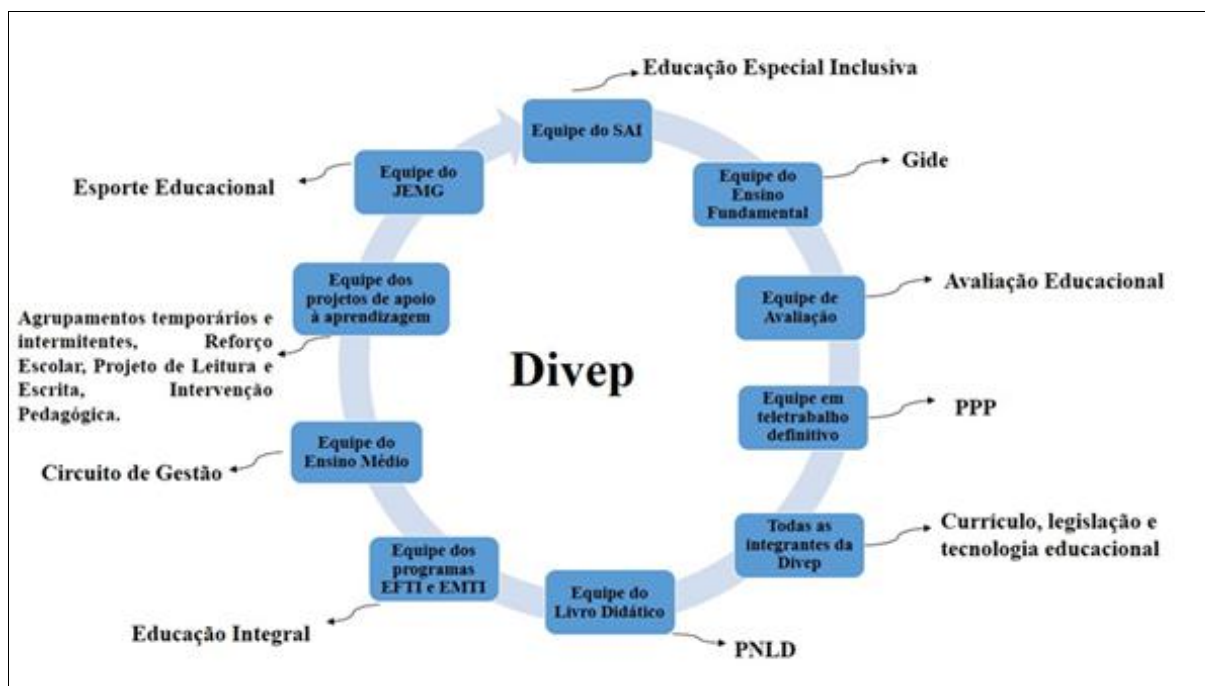 Educação Especial Inclusiva
Equipe do SAI
Gide
Equipe do
Ensino
Fundamental
Avaliação Educacional
Equipe de
Avaliação
PPP
Equipe em
teletrabalho
definitivo
Currículo, legislação e
tecnologia educacional
Todas as
integrantes da
Divep
PNLD
Equipe do
Livro Didático
Educação Integral
Equipe dos
programas
EFTI e EMTI
Circuito de Gestão
Equipe do
Ensino Médio
Agrupamentos temporários e
intermitentes, Reforço
Escolar, Projeto de Leitura e
Escrita, Intervenção
Pedagógica.
Equipe dos
projetos de apoio
à aprendizagem
Esporte Educacional
Equipe do
JEMG
Divep